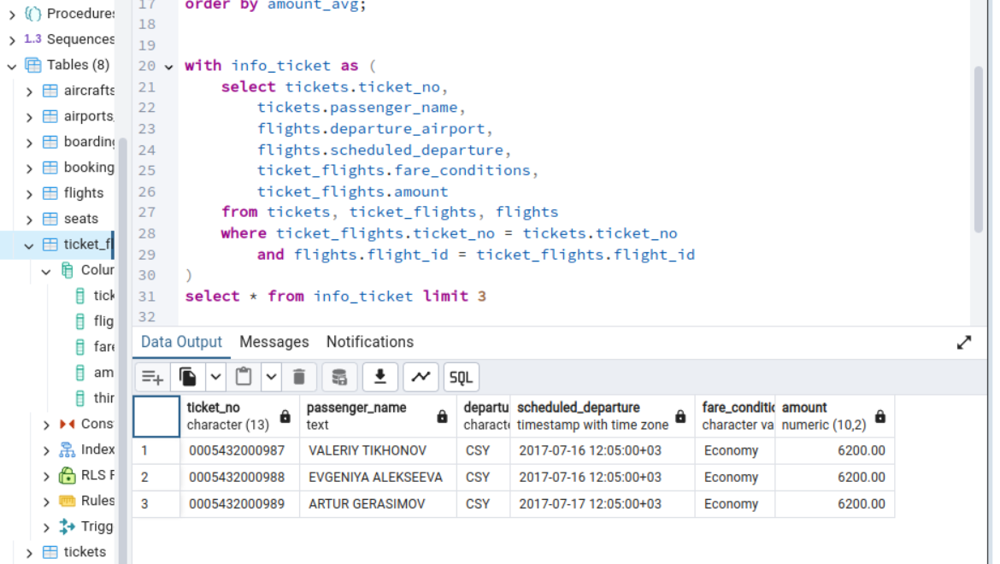 Procedures
Sequences
Tables (8)
aircrafts
airports_
boarding
booking
flights
seats
ticket_fl
Colur
tick
flig
fare
am
thir
Cons
Index
RLS F
Rules
Trigg
tickets
17 order by amount_avg;
18
19
20 with info_ticket as (
21 select tickets.ticket_no,
22 tickets.passenger_name,
23 flights.departure_airport,
24 flights.scheduled_departure,
25 ticket_flights.fare_conditions,
26 ticket_flights.amount
27 from tickets, ticket_flights, flights
28 where ticket_flights.ticket_no = tickets.ticket_no
29 and flights.flight_id = ticket_flights.flight_id
30 )
31 select * from info_ticket limit 3
32
Data Output Messages Notifications
SQL
ticket_no passenger_name departu scheduled_departure fare_conditic amount
character (13) text characte timestamp with time zone character va numeric (10,2)
1 0005432000987 VALERIY TIKHONOV CSY 2017-07-16 12:05:00+03 Economy 6200.00
2 0005432000988 EVGENIYA ALEKSEEVA CSY 2017-07-16 12:05:00+03 Economy 6200.00
3 0005432000989 ARTUR GERASIMOV CSY 2017-07-17 12:05:00+03 Economy 6200.00